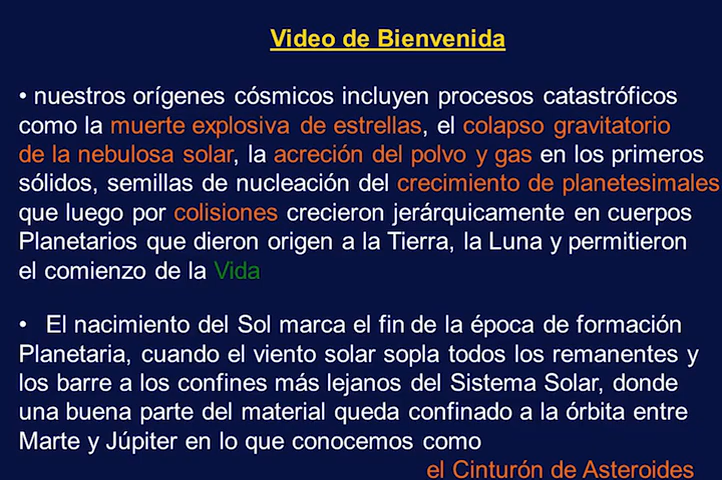 Video de Bienvenida
• nuestros orígenes cósmicos incluyen procesos catastróficos
como la muerte explosiva de estrellas, el colapso gravitatorio
de la nebulosa solar, la acreción del polvo y gas en los primeros
sólidos, semillas de nucleación del crecimiento de planetesimales
que luego por colisiones crecieron jerárquicamente en cuerpos
Planetarios que dieron origen a la Tierra, la Luna y permitieron
el comienzo de la Vida
• El nacimiento del Sol marca el fin de la época de formación
Planetaria, cuando el viento solar sopla todos los remanentes y
los barre a los confines más lejanos del Sistema Solar, donde
una buena parte del material queda confinado a la órbita entre
Marte y Júpiter en lo que conocemos como
el Cinturón de Asteroides